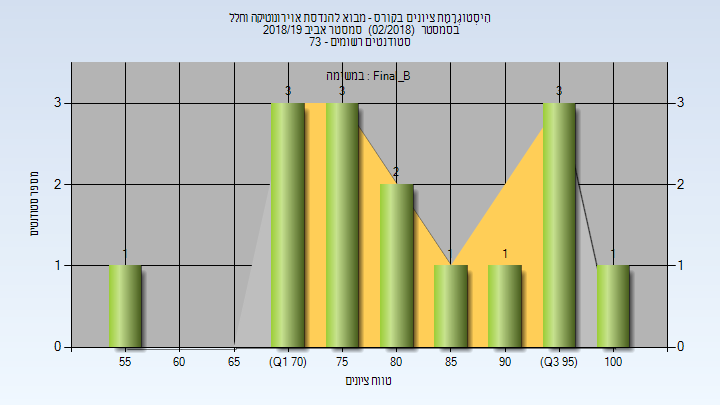 היסטוגרמת ציונים בקורס - מבוא להנדסת אוירונוטיקה וחלל
בסמסטר (02/2018) סמסטר אביב 2018/19
סטודנטים רשומים - 73
במשימה : Final_B
3 3 3
3 3
2
2 2
1 1 1 1
1 1
0 0
55 60 65 (Q1 70) 75 80 85 90 (Q3 95) 100
טווח ציונים
מספר סטודנטים